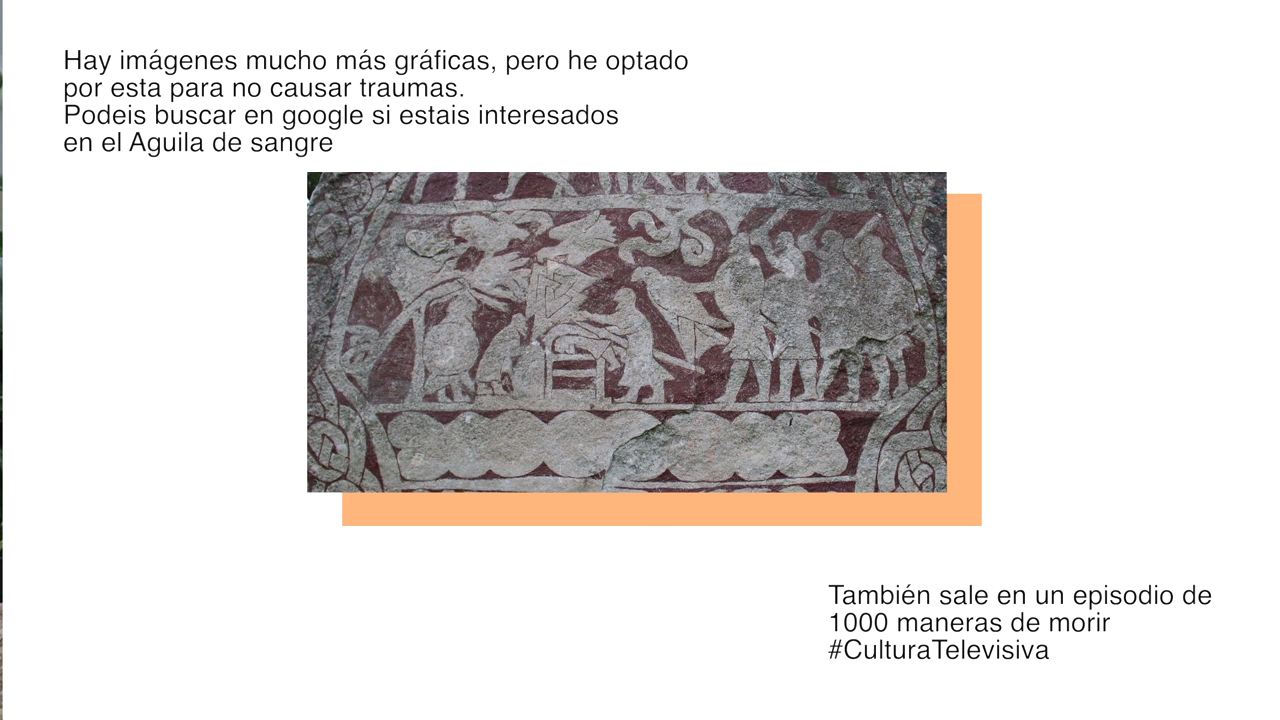 Hay imágenes mucho más gráficas, pero he optado
por esta para no causar traumas.
Podeis buscar en google si estais interesados
en el Aguila de sangre
También sale en un episodio de
1000 maneras de morir
#CulturaTelevisiva